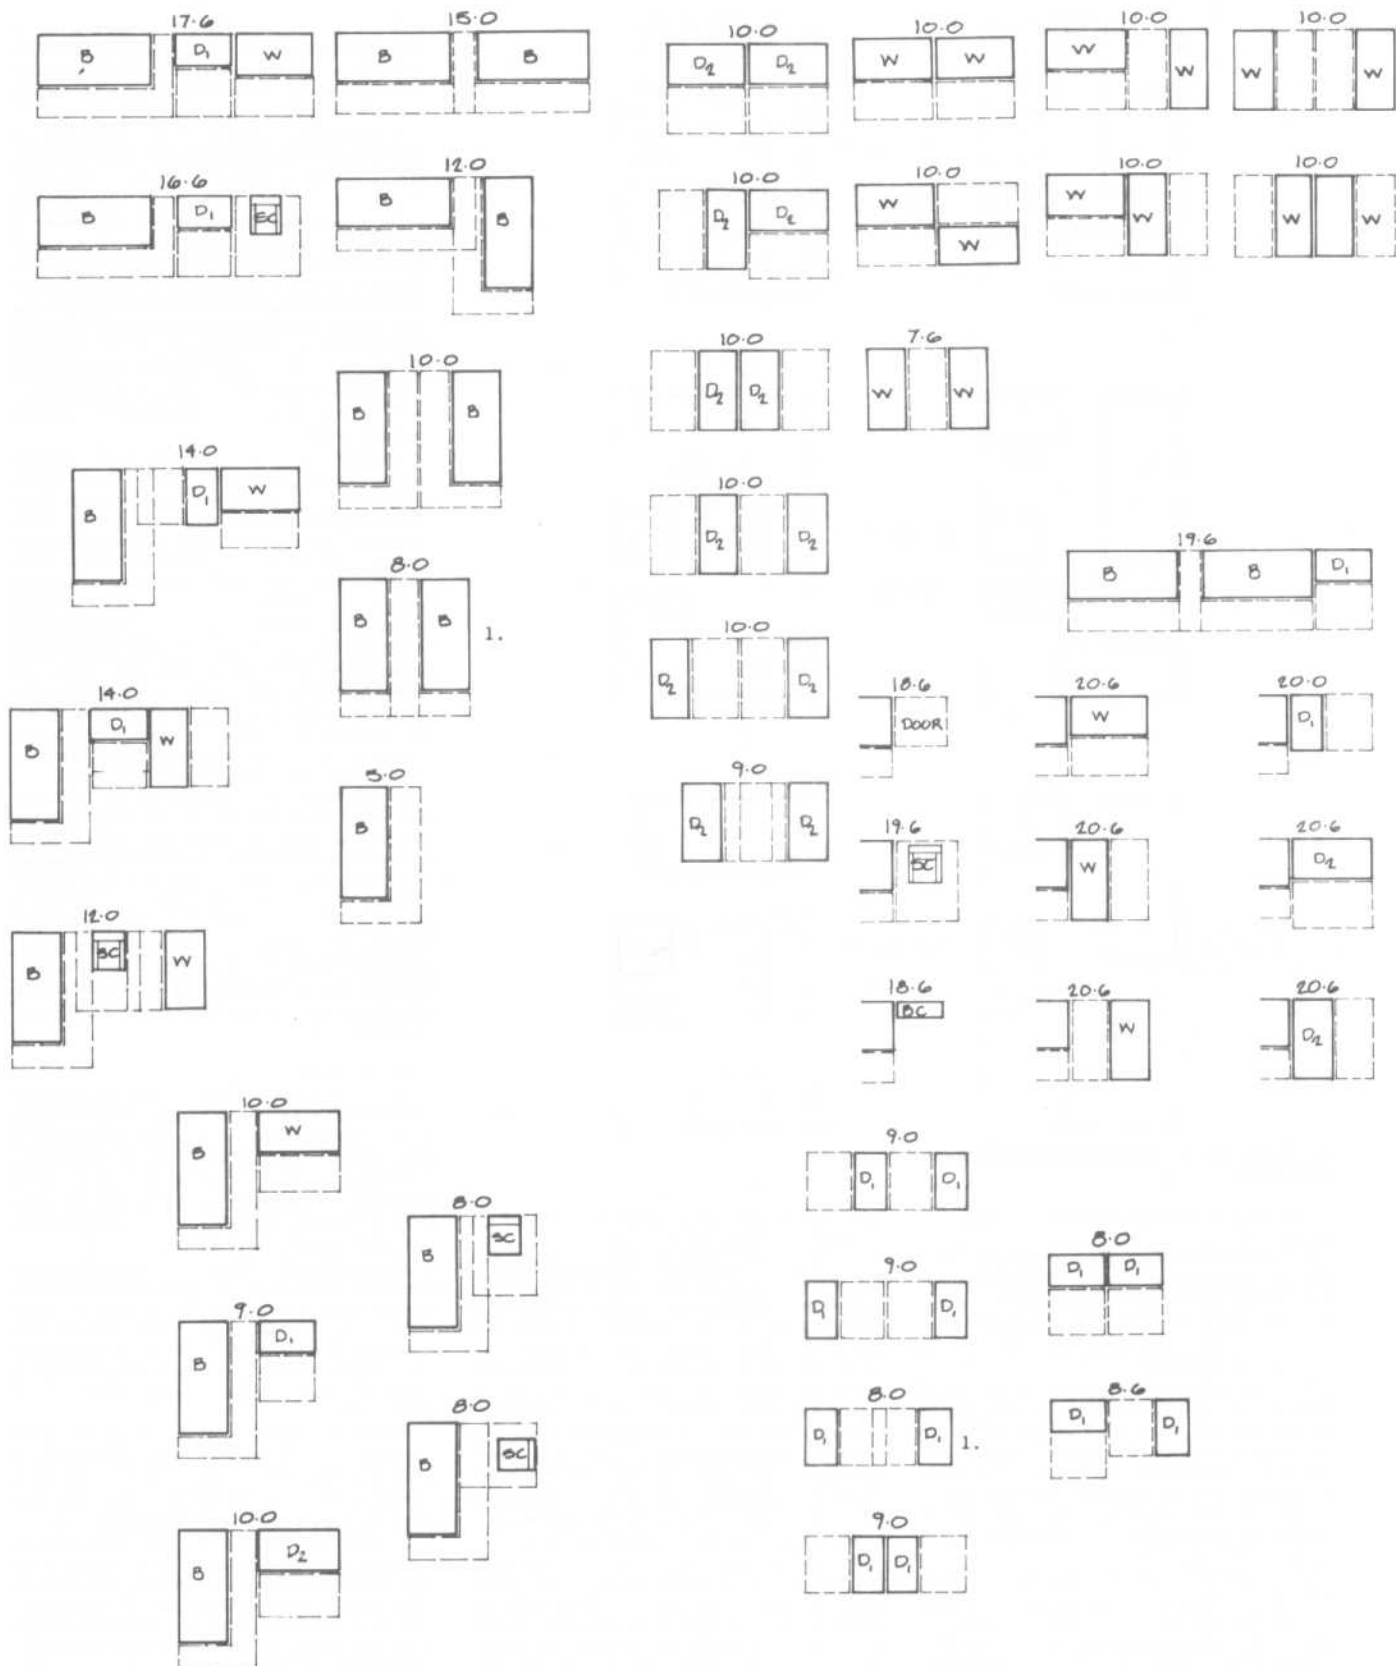 17.6
B D1 W
15.0
B B
10.0
D2 D2
10.0
W W
10.0
W W
10.0
W W
16.6
B D1 EC
12.0
B B
10.0
D2 D2
10.0
W W
10.0
W W
10.0
W W
10.0
B B
10.0
D2 D2
7.6
W W
14.0
B D1 W
10.0
D2 D2
8.0
B B 1.
19.6
B B D1
10.0
D2 D2
14.0
B D1 W
18.6
DOOR
20.6
W
20.0
D1
5.0
B
9.0
D2 D2
19.6
SC
20.6
W
20.6
D2
12.0
B SC W
18.6
BC
20.6
W
20.6
D2
10.0
B W
9.0
D1 D1
8.0
B SC
9.0
D1 D1
8.0
D1 D1
9.0
B D1
8.0
B SC
8.0
D1 D1 1.
8.6
D1 D1
10.0
B D2
9.0
D1 D1